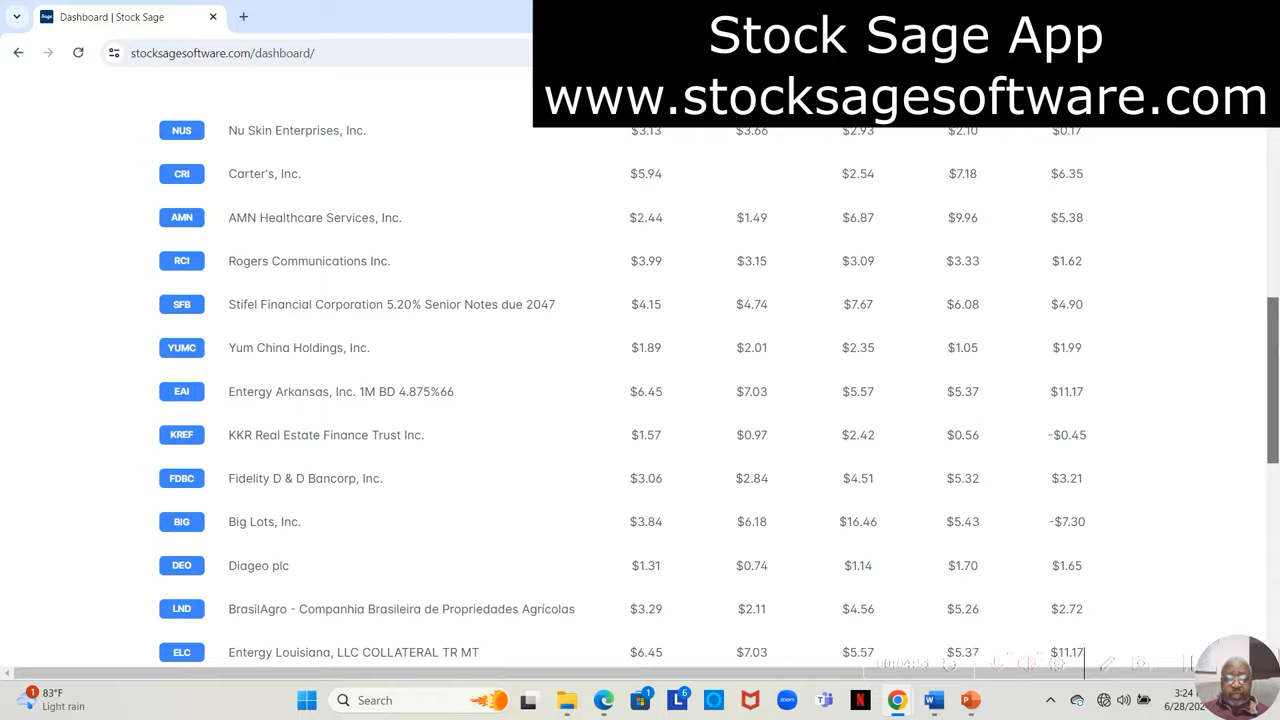 Sage Dashboard | Stock Sage
stocksagesoftware.com/dashboard/
Stock Sage App
www.stocksagesoftware.com
NUS Nu Skin Enterprises, Inc. $3.13 $3.66 $2.93 $2.10 $0.17
CRI Carter's, Inc. $5.94 $2.54 $7.18 $6.35
AMN AMN Healthcare Services, Inc. $2.44 $1.49 $6.87 $9.96 $5.38
RCI Rogers Communications Inc. $3.99 $3.15 $3.09 $3.33 $1.62
SFB Stifel Financial Corporation 5.20% Senior Notes due 2047 $4.15 $4.74 $7.67 $6.08 $4.90
YUMC Yum China Holdings, Inc. $1.89 $2.01 $2.35 $1.05 $1.99
EAI Entergy Arkansas, Inc. 1M BD 4.875%66 $6.45 $7.03 $5.57 $5.37 $11.17
KREF KKR Real Estate Finance Trust Inc. $1.57 $0.97 $2.42 $0.56 -$0.45
FDBC Fidelity D & D Bancorp, Inc. $3.06 $2.84 $4.51 $5.32 $3.21
BIG Big Lots, Inc. $3.84 $6.18 $16.46 $5.43 -$7.30
DEO Diageo plc $1.31 $0.74 $1.14 $1.70 $1.65
LND BrasilAgro - Companhia Brasileira de Propriedades Agrícolas $3.29 $2.11 $4.56 $5.26 $2.72
ELC Entergy Louisiana, LLC COLLATERAL TR MT $6.45 $7.03 $5.57 $5.37 $11.17
1 83°F
Light rain
Search
1
6
3:24
6/28/20